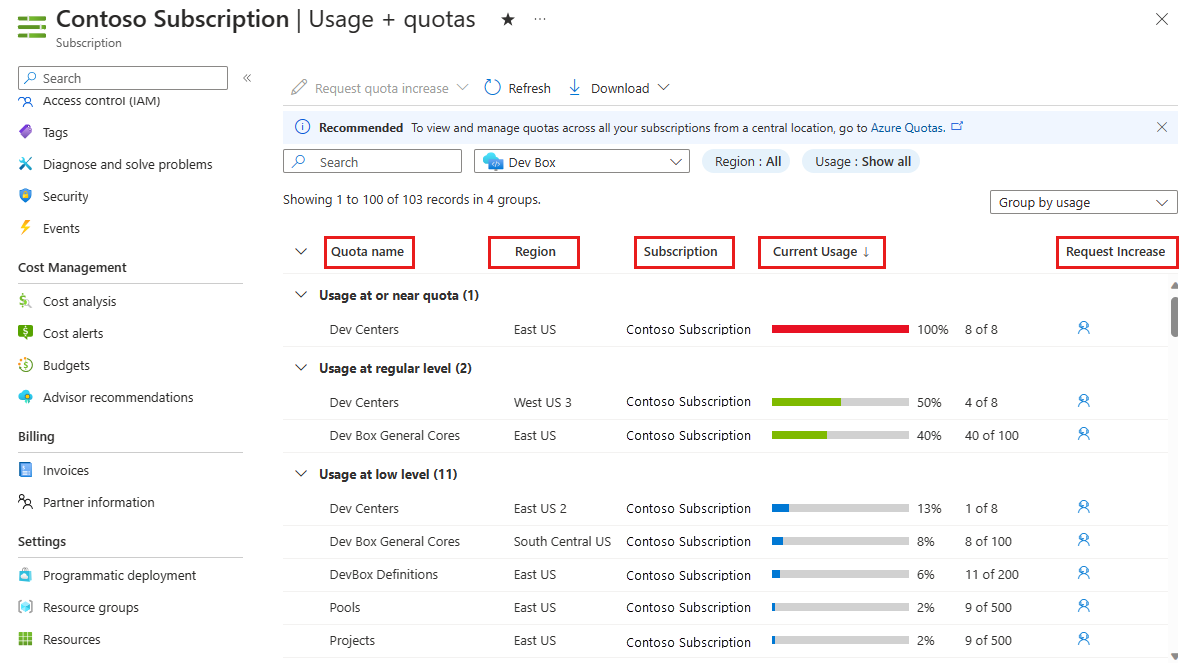 Contoso Subscription | Usage + quotas ★ ...
Subscription
Search «
Access control (IAM)
Tags
Diagnose and solve problems
Security
Events
Cost Management
Cost analysis
Cost alerts
Budgets
Advisor recommendations
Billing
Invoices
Partner information
Settings
Programmatic deployment
Resource groups
Resources
Request quota increase Refresh Download
Recommended To view and manage quotas across all your subscriptions from a central location, go to Azure Quotas.
Search Dev Box Region : All Usage : Show all
Showing 1 to 100 of 103 records in 4 groups.
Group by usage
Quota name Region Subscription Current Usage ↓ Request Increase
Usage at or near quota (1)
Dev Centers East US Contoso Subscription 100% 8 of 8
Usage at regular level (2)
Dev Centers West US 3 Contoso Subscription 50% 4 of 8
Dev Box General Cores East US Contoso Subscription 40% 40 of 100
Usage at low level (11)
Dev Centers East US 2 Contoso Subscription 13% 1 of 8
Dev Box General Cores South Central US Contoso Subscription 8% 8 of 100
DevBox Definitions East US Contoso Subscription 6% 11 of 200
Pools East US Contoso Subscription 2% 9 of 500
Projects East US Contoso Subscription 2% 9 of 500